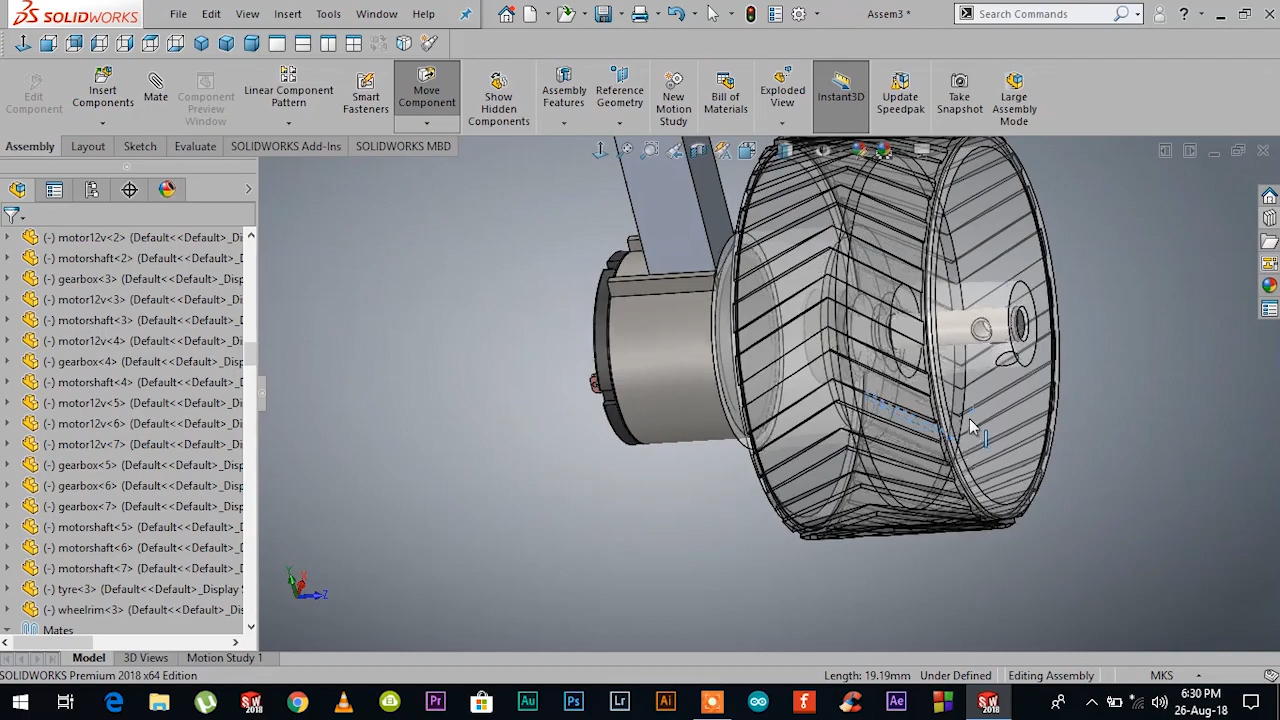 SOLIDWORKS File Edit View Insert Tools Window Help Assem3 * Search Commands ?
Edit Component
Insert Components
Mate
Component Preview Window
Linear Component Pattern
Smart Fasteners
Move Component
Show Hidden Components
Assembly Features
Reference Geometry
New Motion Study
Bill of Materials
Exploded View
Instant3D
Update Speedpak
Take Snapshot
Large Assembly Mode
Assembly Layout Sketch Evaluate SOLIDWORKS Add-Ins SOLIDWORKS MBD
(-) motor12v<2> (Default<<Default>_Di
(-) motorshaft<2> (Default<<Default>_
(-) gearbox<3> (Default<<Default>_Dis
(-) motor12v<3> (Default<<Default>_Di
(-) motorshaft<3> (Default<<Default>_
(-) motor12v<4> (Default<<Default>_Di
(-) gearbox<4> (Default<<Default>_Dis
(-) motorshaft<4> (Default<<Default>_
(-) motor12v<5> (Default<<Default>_Di
(-) motor12v<6> (Default<<Default>_Di
(-) motor12v<7> (Default<<Default>_Di
(-) gearbox<5> (Default<<Default>_Dis
(-) gearbox<6> (Default<<Default>_Dis
(-) gearbox<7> (Default<<Default>_Dis
(-) motorshaft<5> (Default<<Default>_
(-) motorshaft<6> (Default<<Default>_
(-) motorshaft<7> (Default<<Default>_
(-) tyre<3> (Default<<Default>_Display
(-) wheelrim<3> (Default<<Default>_Di
Mates
Y X Z
Model 3D Views Motion Study 1
SOLIDWORKS Premium 2018 x64 Edition Length: 19.19mm Under Defined Editing Assembly MKS
6:30 PM
26-Aug-18